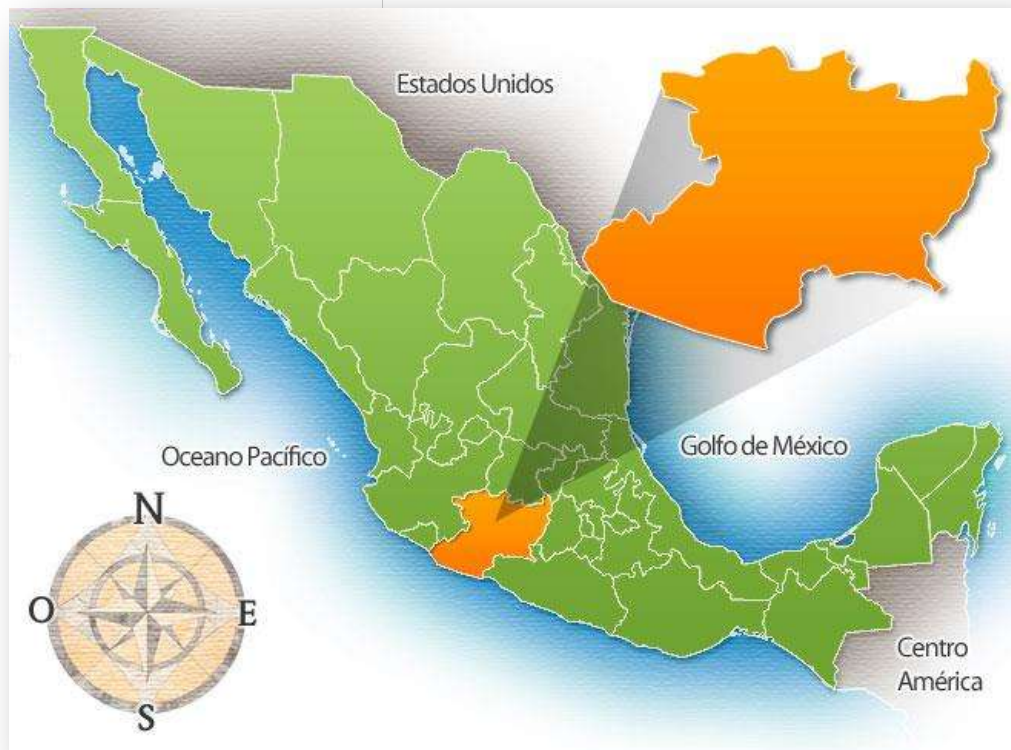 Estados Unidos
Oceano Pacífico
Golfo de México
N
O
E
S
Centro
América